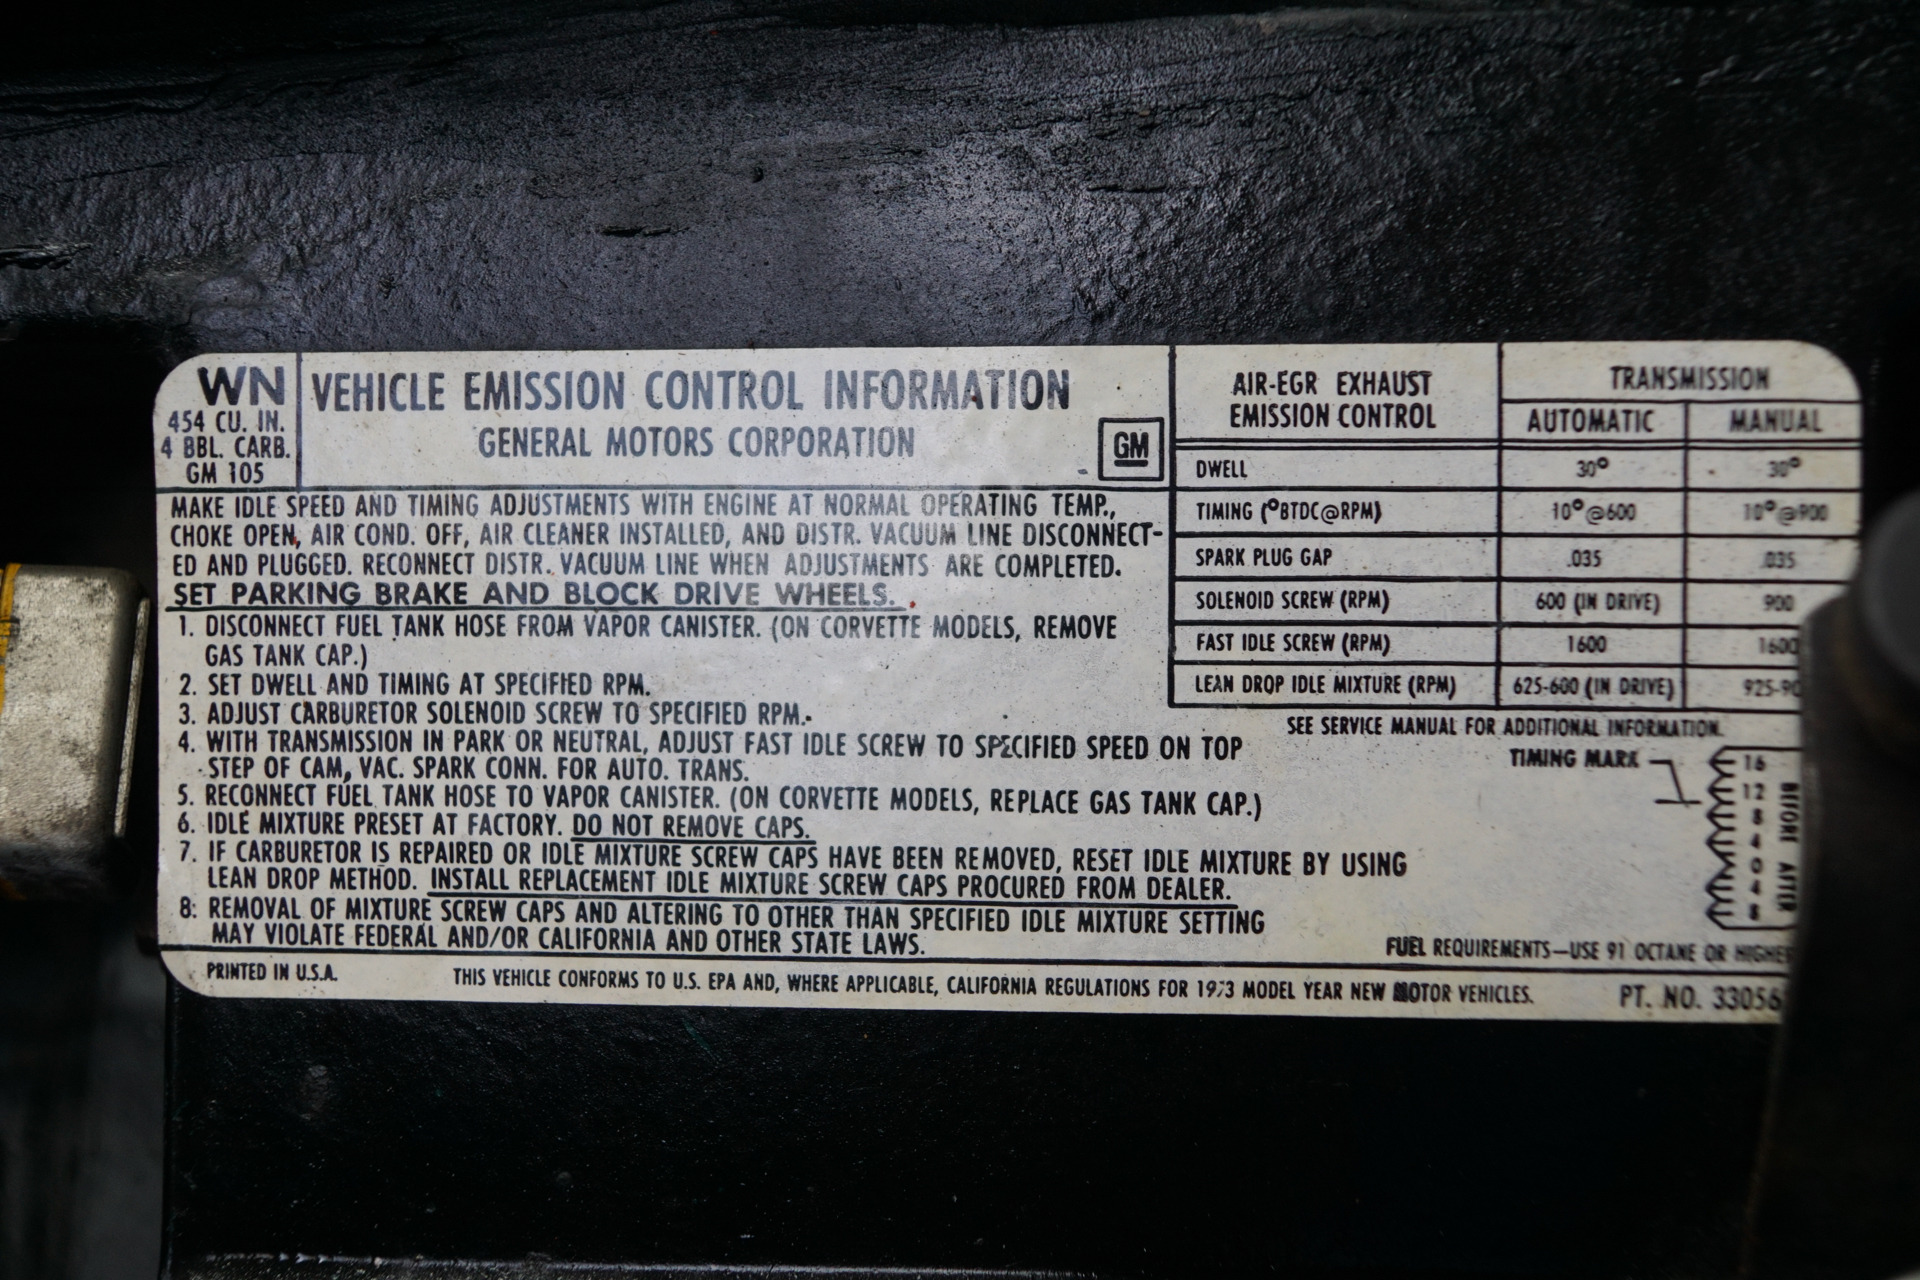 WN
454 CU. IN.
4 BBL. CARB.
GM 105
VEHICLE EMISSION CONTROL INFORMATION
GENERAL MOTORS CORPORATION
GM
MAKE IDLE SPEED AND TIMING ADJUSTMENTS WITH ENGINE AT NORMAL OPERATING TEMP.,
CHOKE OPEN, AIR COND. OFF, AIR CLEANER INSTALLED, AND DISTR. VACUUM LINE DISCONNECT-
ED AND PLUGGED. RECONNECT DISTR. VACUUM LINE WHEN ADJUSTMENTS ARE COMPLETED.
SET PARKING BRAKE AND BLOCK DRIVE WHEELS.
1. DISCONNECT FUEL TANK HOSE FROM VAPOR CANISTER. (ON CORVETTE MODELS, REMOVE
GAS TANK CAP.)
2. SET DWELL AND TIMING AT SPECIFIED RPM.
3. ADJUST CARBURETOR SOLENOID SCREW TO SPECIFIED RPM.
4. WITH TRANSMISSION IN PARK OR NEUTRAL, ADJUST FAST IDLE SCREW TO SPECIFIED SPEED ON TOP
STEP OF CAM, VAC. SPARK CONN. FOR AUTO. TRANS.
5. RECONNECT FUEL TANK HOSE TO VAPOR CANISTER. (ON CORVETTE MODELS, REPLACE GAS TANK CAP.)
6. IDLE MIXTURE PRESET AT FACTORY. DO NOT REMOVE CAPS.
7. IF CARBURETOR IS REPAIRED OR IDLE MIXTURE SCREW CAPS HAVE BEEN REMOVED, RESET IDLE MIXTURE BY USING
LEAN DROP METHOD. INSTALL REPLACEMENT IDLE MIXTURE SCREW CAPS PROCURED FROM DEALER.
8. REMOVAL OF MIXTURE SCREW CAPS AND ALTERING TO OTHER THAN SPECIFIED IDLE MIXTURE SETTING
MAY VIOLATE FEDERAL AND/OR CALIFORNIA AND OTHER STATE LAWS.
AIR-EGR EXHAUST
EMISSION CONTROL
TRANSMISSION
AUTOMATIC MANUAL
DWELL 30° 30°
TIMING (°BTDC@RPM) 10°@600 10°@900
SPARK PLUG GAP .035 .035
SOLENOID SCREW (RPM) 600 (IN DRIVE) 900
FAST IDLE SCREW (RPM) 1600 1600
LEAN DROP IDLE MIXTURE (RPM) 625-600 (IN DRIVE) 925-90
SEE SERVICE MANUAL FOR ADDITIONAL INFORMATION.
TIMING MARK
16
12
8
4
0
4
8
BEFORE
AFTER
FUEL REQUIREMENTS—USE 91 OCTANE OR HIGHER
PRINTED IN U.S.A.
THIS VEHICLE CONFORMS TO U.S. EPA AND, WHERE APPLICABLE, CALIFORNIA REGULATIONS FOR 1973 MODEL YEAR NEW MOTOR VEHICLES.
PT. NO. 33056